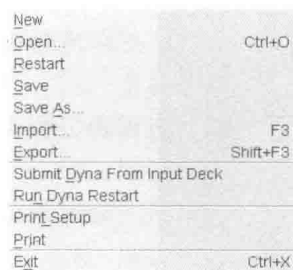 New
Open... Ctrl+O
Restart
Save
Save As...
Import... F3
Export... Shift+F3
Submit Dyna From Input Deck
Run Dyna Restart
Print Setup
Print
Exit Ctrl+X